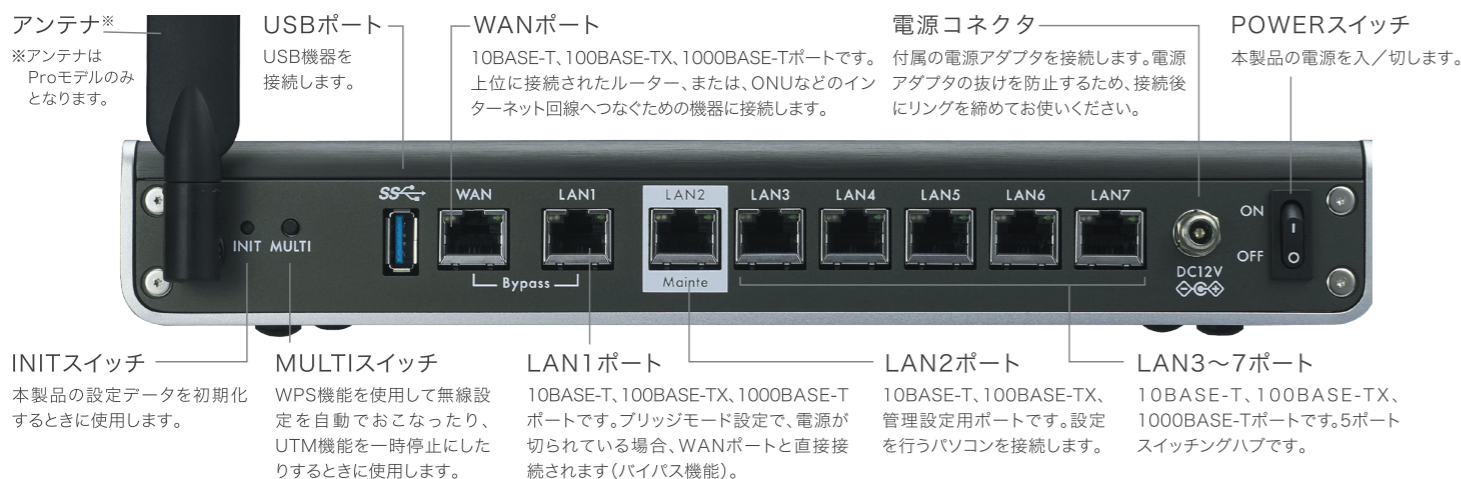 アンテナ※
※アンテナは
Proモデルのみ
となります。
USBポート
USB機器を
接続します。
WANポート
10BASE-T、100BASE-TX、1000BASE-Tポートです。
上位に接続されたルーター、または、ONUなどのイン
ターネット回線へつなぐための機器に接続します。
電源コネクタ
付属の電源アダプタを接続します。電源
アダプタの抜けを防止するため、接続後
にリングを締めてお使いください。
POWERスイッチ
本製品の電源を入／切します。
SS
WAN
LAN1
LAN2
LAN3
LAN4
LAN5
LAN6
LAN7
ON
OFF
INIT
MULTI
Bypass
Mainte
DC12V
INITスイッチ
本製品の設定データを初期化
するときに使用します。
MULTIスイッチ
WPS機能を使用して無線設
定を自動でおこなったり、
UTM機能を一時停止にした
りするときに使用します。
LAN1ポート
10BASE-T、100BASE-TX、1000BASE-T
ポートです。ブリッジモード設定で、電源が
切られている場合、WANポートと直接接
続されます（バイパス機能）。
LAN2ポート
10BASE-T、100BASE-TX、
管理設定用ポートです。設定
を行うパソコンを接続します。
LAN3～7ポート
10BASE-T、100BASE-TX、
1000BASE-Tポートです。5ポート
スイッチングハブです。